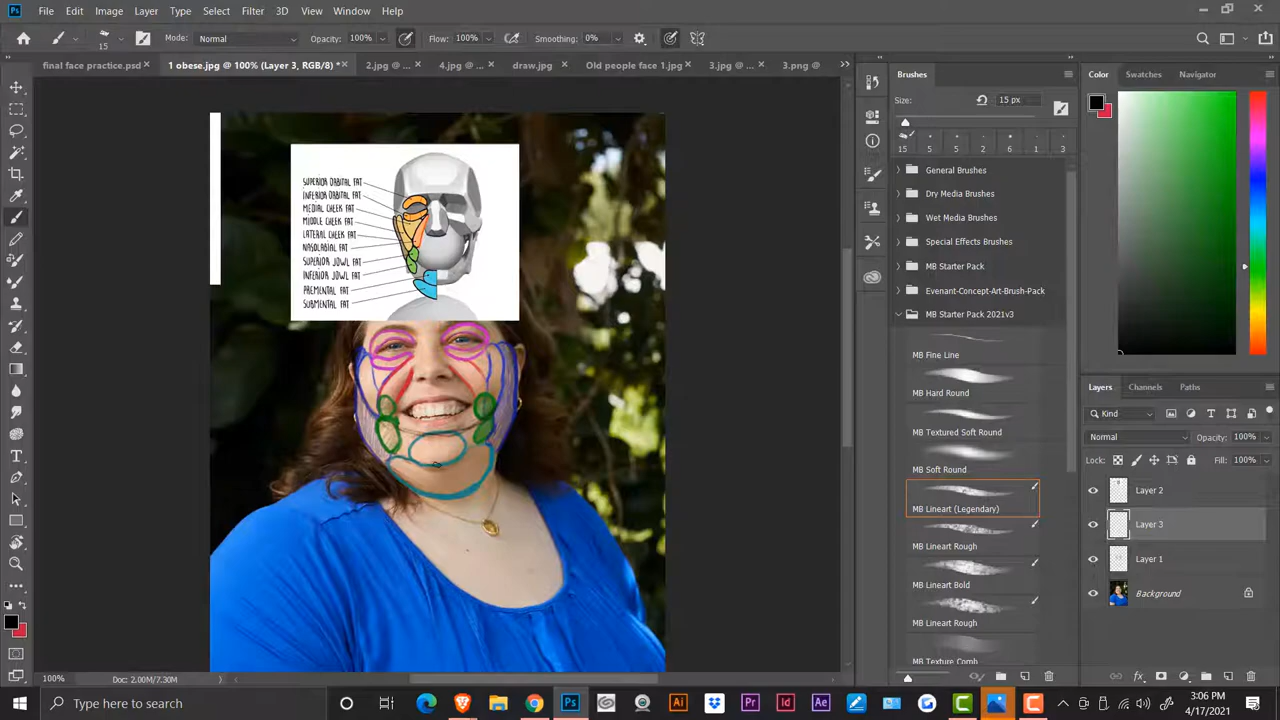 File Edit Image Layer Type Select Filter 3D View Window Help
15 Mode: Normal Opacity: 100% Flow: 100% Smoothing: 0%
final face practice.psd × 1 obese.jpg @ 100% (Layer 3, RGB/8) * × 2.jpg @ ... × 4.jpg @ ... × draw.jpg × Old people face 1.jpg × 3.jpg @ ... × 3.png @
SUPERIOR ORBITAL FAT
INFERIOR ORBITAL FAT
MEDIAL CHEEK FAT
MIDDLE CHEEK FAT
LATERAL CHEEK FAT
NASOLABIAL FAT
SUPERIOR JOWL FAT
INFERIOR JOWL FAT
PREMENTAL FAT
SUBMENTAL FAT
Brushes
Size: 15 px
15 5 5 2 6 1 3
General Brushes
Dry Media Brushes
Wet Media Brushes
Special Effects Brushes
MB Starter Pack
Evenant-Concept-Art-Brush-Pack
MB Starter Pack 2021v3
MB Fine Line
MB Hard Round
MB Textured Soft Round
MB Soft Round
MB Lineart (Legendary)
MB Lineart Rough
MB Lineart Bold
MB Lineart Rough
MB Texture Comb
Color Swatches Navigator
Layers Channels Paths
Kind
Normal Opacity: 100%
Lock: Fill: 100%
Layer 2
Layer 3
Layer 1
Background
100% Doc: 2.00M/7.30M
Type here to search
3:06 PM
4/17/2021